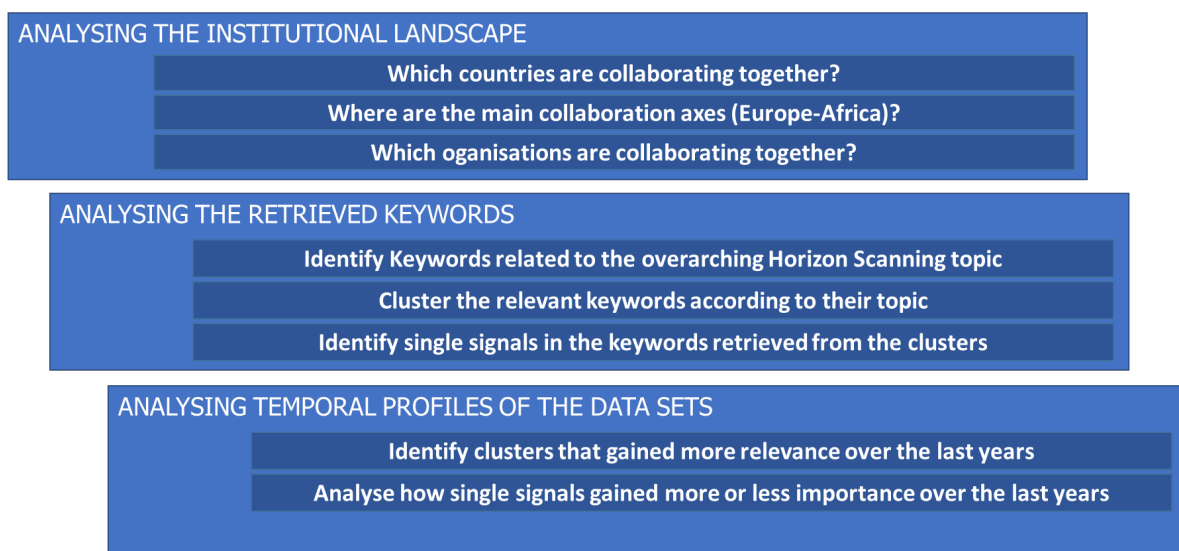 ANALYSING THE INSTITUTIONAL LANDSCAPE
Which countries are collaborating together?
Where are the main collaboration axes (Europe-Africa)?
Which oganisations are collaborating together?
ANALYSING THE RETRIEVED KEYWORDS
Identify Keywords related to the overarching Horizon Scanning topic
Cluster the relevant keywords according to their topic
Identify single signals in the keywords retrieved from the clusters
ANALYSING TEMPORAL PROFILES OF THE DATA SETS
Identify clusters that gained more relevance over the last years
Analyse how single signals gained more or less importance over the last years